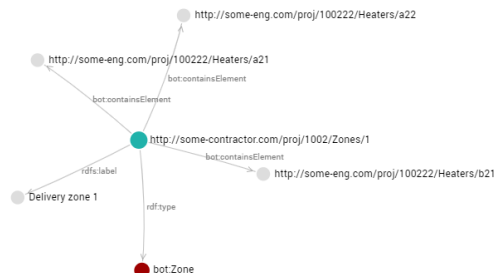 http://some-eng.com/proj/100222/Heaters/a22
http://some-eng.com/proj/100222/Heaters/a21
bot:containsElement
bot:containsElement
http://some-contractor.com/proj/1002/Zones/1
bot:containsElement
rdfs:label
http://some-eng.com/proj/100222/Heaters/b21
Delivery zone 1
rdf:type
bot:Zone